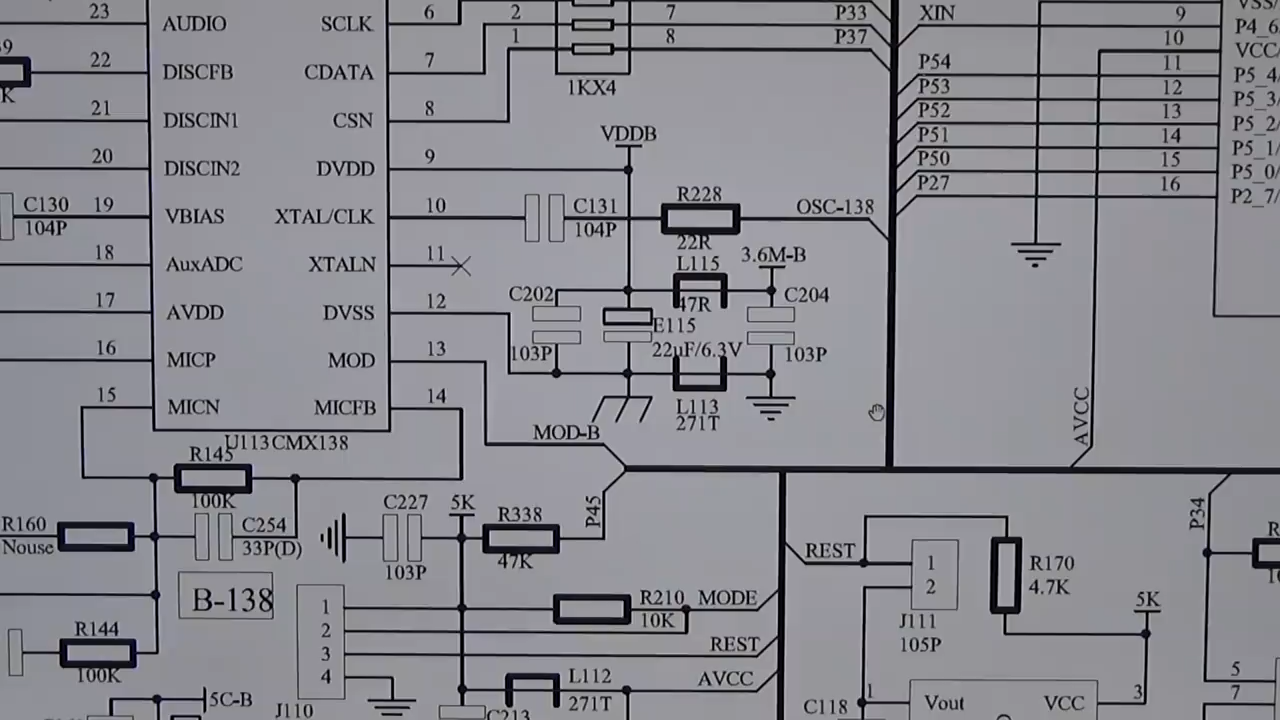 23
AUDIO
SCLK
6
2
7
P33
XIN
9
VSS/
P4_6
22
DISCFB
CDATA
7
1
8
P37
10
VCC/
K
1KX4
P54
11
P5_4/
21
DISCIN1
CSN
8
P53
12
P5_3/
VDDB
P52
13
P5_2/
20
DISCIN2
DVDD
9
P51
14
P5_1/
P50
15
P5_0/
C130
104P
19
VBIAS
XTAL/CLK
10
C131
104P
R228
22R
OSC-138
P27
16
P2_7/
18
AuxADC
XTALN
11
L115
47R
3.6M-B
17
AVDD
DVSS
12
C202
103P
E115
22uF/6.3V
C204
103P
16
MICP
MOD
13
15
MICN
MICFB
14
L113
271T
AVCC
U113CMX138
MOD-B
R145
100K
C227
103P
5K
R338
47K
P45
P34
R160
Nouse
C254
33P(D)
REST
1
2
R170
4.7K
B-138
1
2
3
4
R210
10K
MODE
J111
105P
5K
R144
100K
REST
5
5C-B
J110
L112
271T
AVCC
C118
1
Vout
VCC
3
7
C213